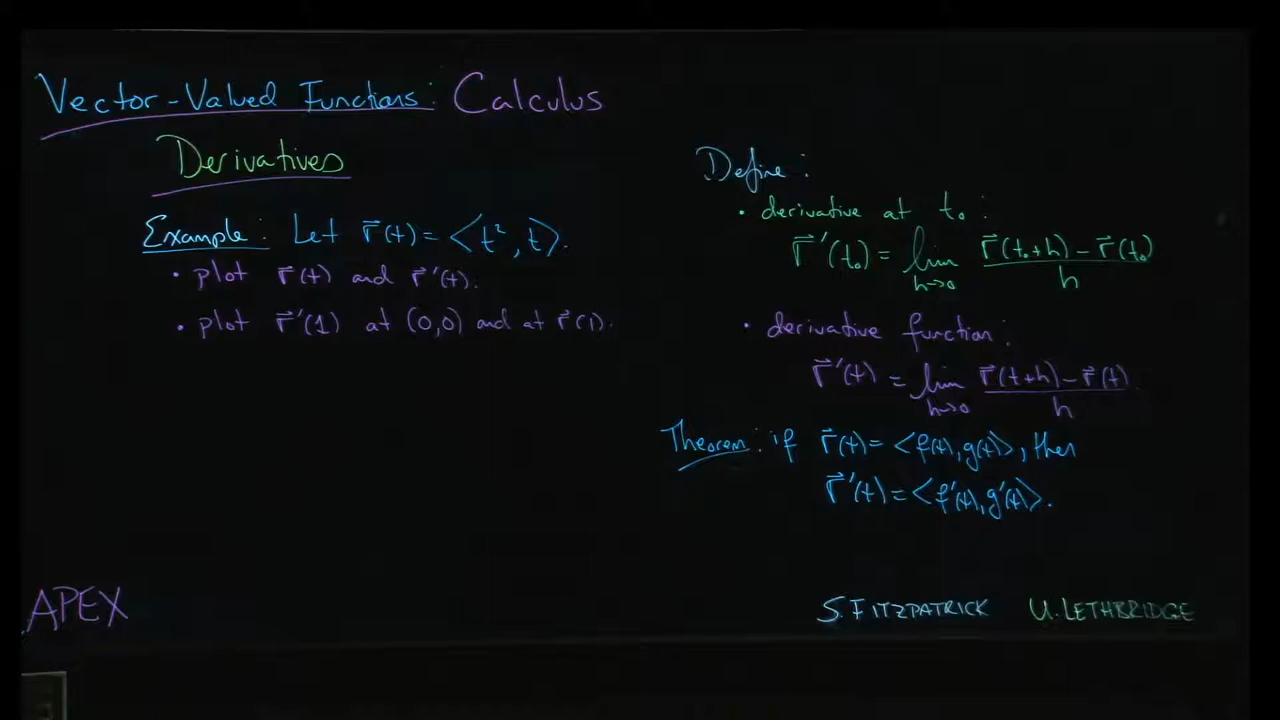 Vector-Valued Functions: Calculus
Derivatives
Example: Let r⃗(t) = <t², t>.
• plot r⃗(t) and r⃗'(t).
• plot r⃗'(1) at (0,0) and at r⃗(1).
Define:
• derivative at t₀:
r⃗'(t₀) = lim h→0 (r⃗(t₀+h) - r⃗(t₀))/h
• derivative function:
r⃗'(t) = lim h→0 (r⃗(t+h) - r⃗(t))/h
Theorem: if r⃗(t) = <f(t), g(t)>, then
r⃗'(t) = <f'(t), g'(t)>.
APEX
S. FITZPATRICK U. LETHBRIDGE